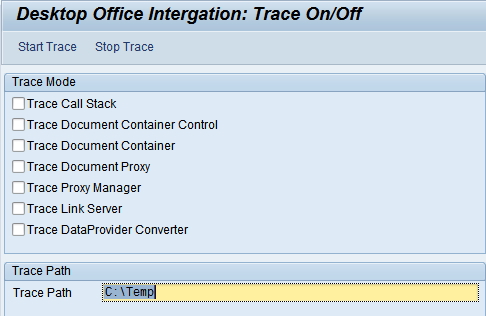 Desktop Office Intergation: Trace On/Off
Start Trace Stop Trace
Trace Mode
Trace Call Stack
Trace Document Container Control
Trace Document Container
Trace Document Proxy
Trace Proxy Manager
Trace Link Server
Trace DataProvider Converter
Trace Path
Trace Path C:\Temp